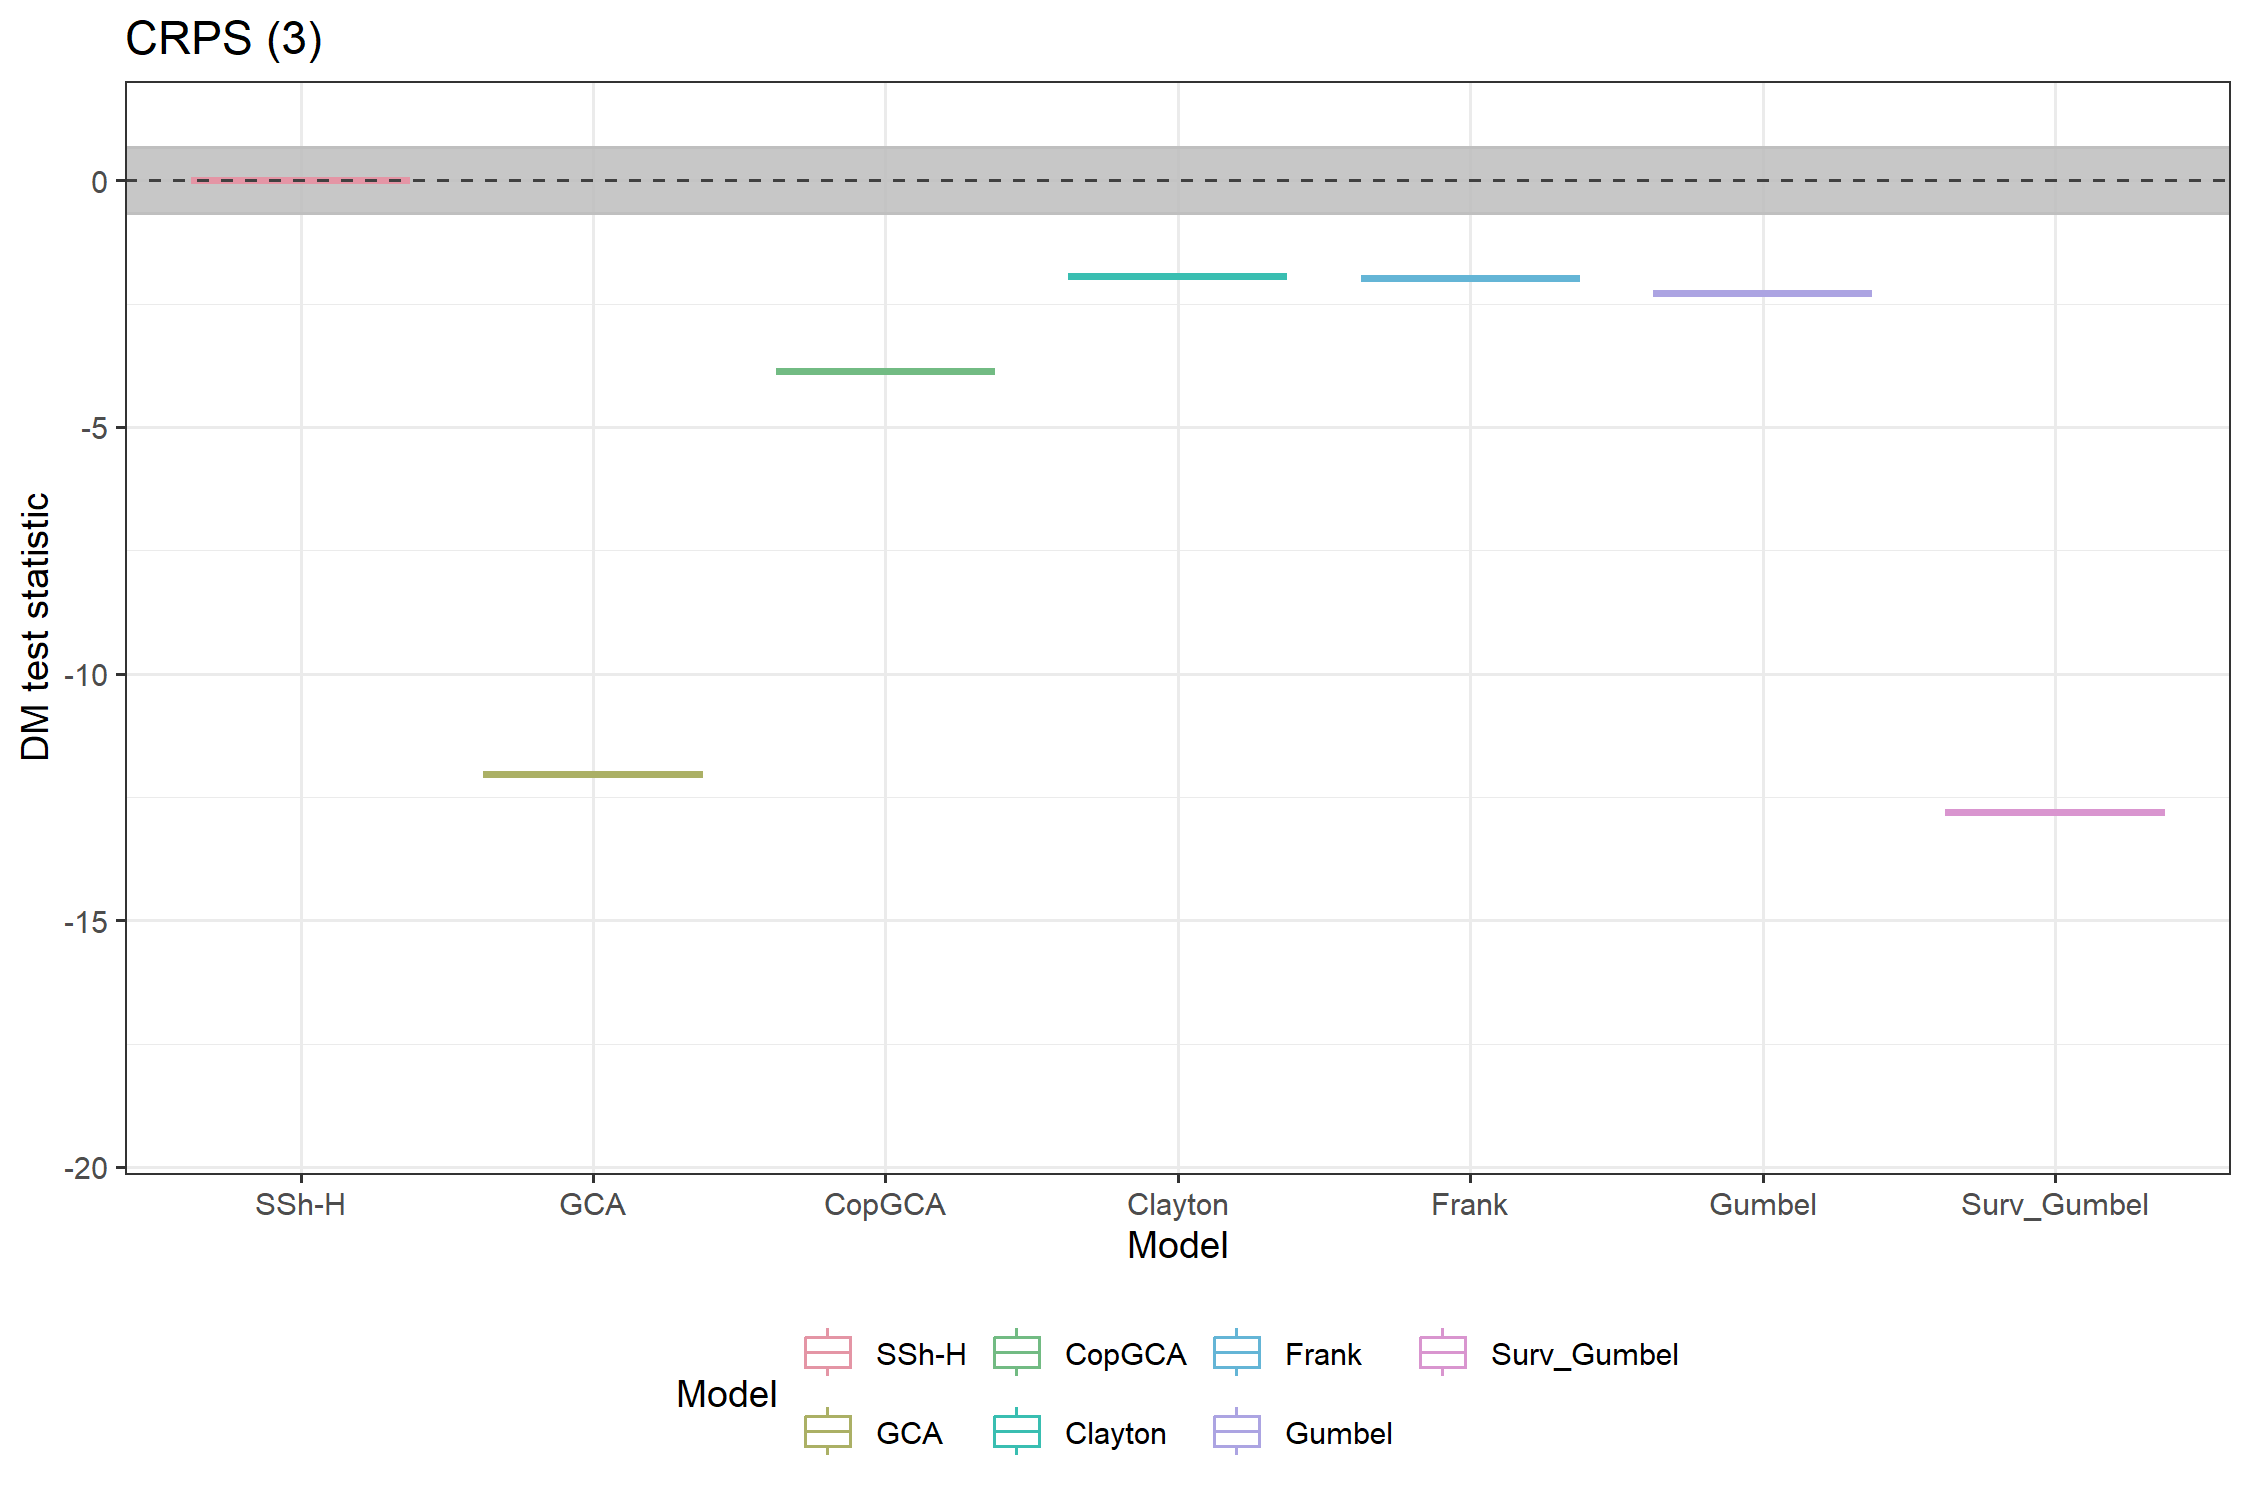 CRPS (3)
DM test statistic
0
-5
-10
-15
-20
SSh-H GCA CopGCA Clayton Frank Gumbel Surv_Gumbel
Model
Model
SSh-H CopGCA Frank Surv_Gumbel
GCA Clayton Gumbel